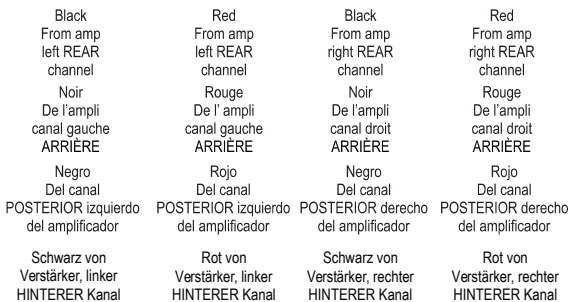 Black
From amp
left REAR
channel
Red
From amp
left REAR
channel
Black
From amp
right REAR
channel
Red
From amp
right REAR
channel
Noir
De l'ampli
canal gauche
ARRIÈRE
Rouge
De l' ampli
canal gauche
ARRIÈRE
Noir
De l'ampli
canal droit
ARRIÈRE
Rouge
De l'ampli
canal droit
ARRIÈRE
Negro
Del canal
POSTERIOR izquierdo
del amplificador
Rojo
Del canal
POSTERIOR izquierdo
del amplificador
Negro
Del canal
POSTERIOR derecho
del amplificador
Rojo
Del canal
POSTERIOR derecho
del amplificador
Schwarz von
Verstärker, linker
HINTERER Kanal
Rot von
Verstärker, linker
HINTERER Kanal
Schwarz von
Verstärker, rechter
HINTERER Kanal
Rot von
Verstärker, rechter
HINTERER Kanal